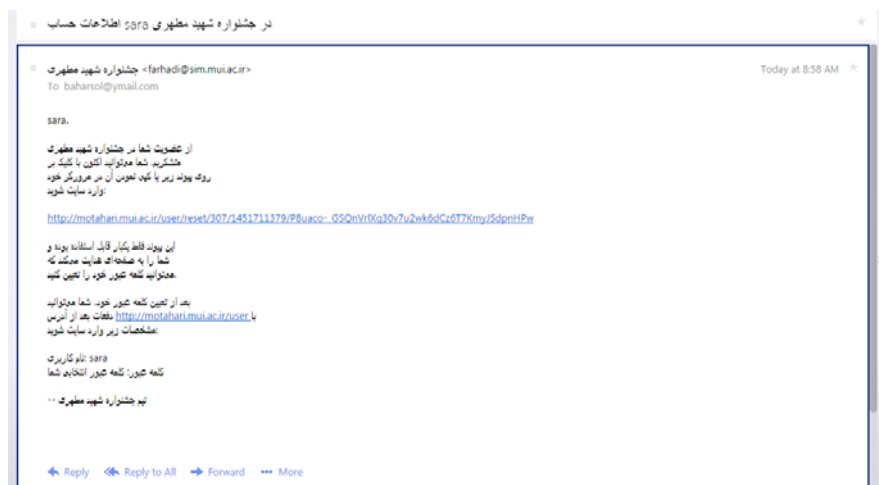 اطلاعات حساب sara در جشنواره شهید مطهری
جشنواره شهید مطهری <farhadi@sim.mui.ac.ir>
Today at 8:58 AM
To baharsol@ymail.com
sara،
از عضویت شما در جشنواره شهید مطهری
متشکریم. شما می‌توانید اکنون با کلیک بر
روی پیوند زیر یا کپی نمودن آن در مرورگر خود
وارد سایت شوید:
http://motahari.mui.ac.ir/user/reset/307/1451711379/P8uaco-_GSQnVrlXq30v7u2wk6dCz6T7KmyJSdpnHPw
این پیوند فقط یکبار قابل استفاده بوده و
شما را به صفحه‌ای هدایت میکند که
می‌توانید کلمه عبور خود را تعیین کنید.
بعد از تعیین کلمه عبور خود، شما می‌توانید
دفعات بعد از آدرس http://motahari.mui.ac.ir/user با
مشخصات زیر وارد سایت شوید:
نام کاربری: sara
کلمه عبور: کلمه عبور انتخابی شما
-- تیم جشنواره شهید مطهری
Reply Reply to All Forward More